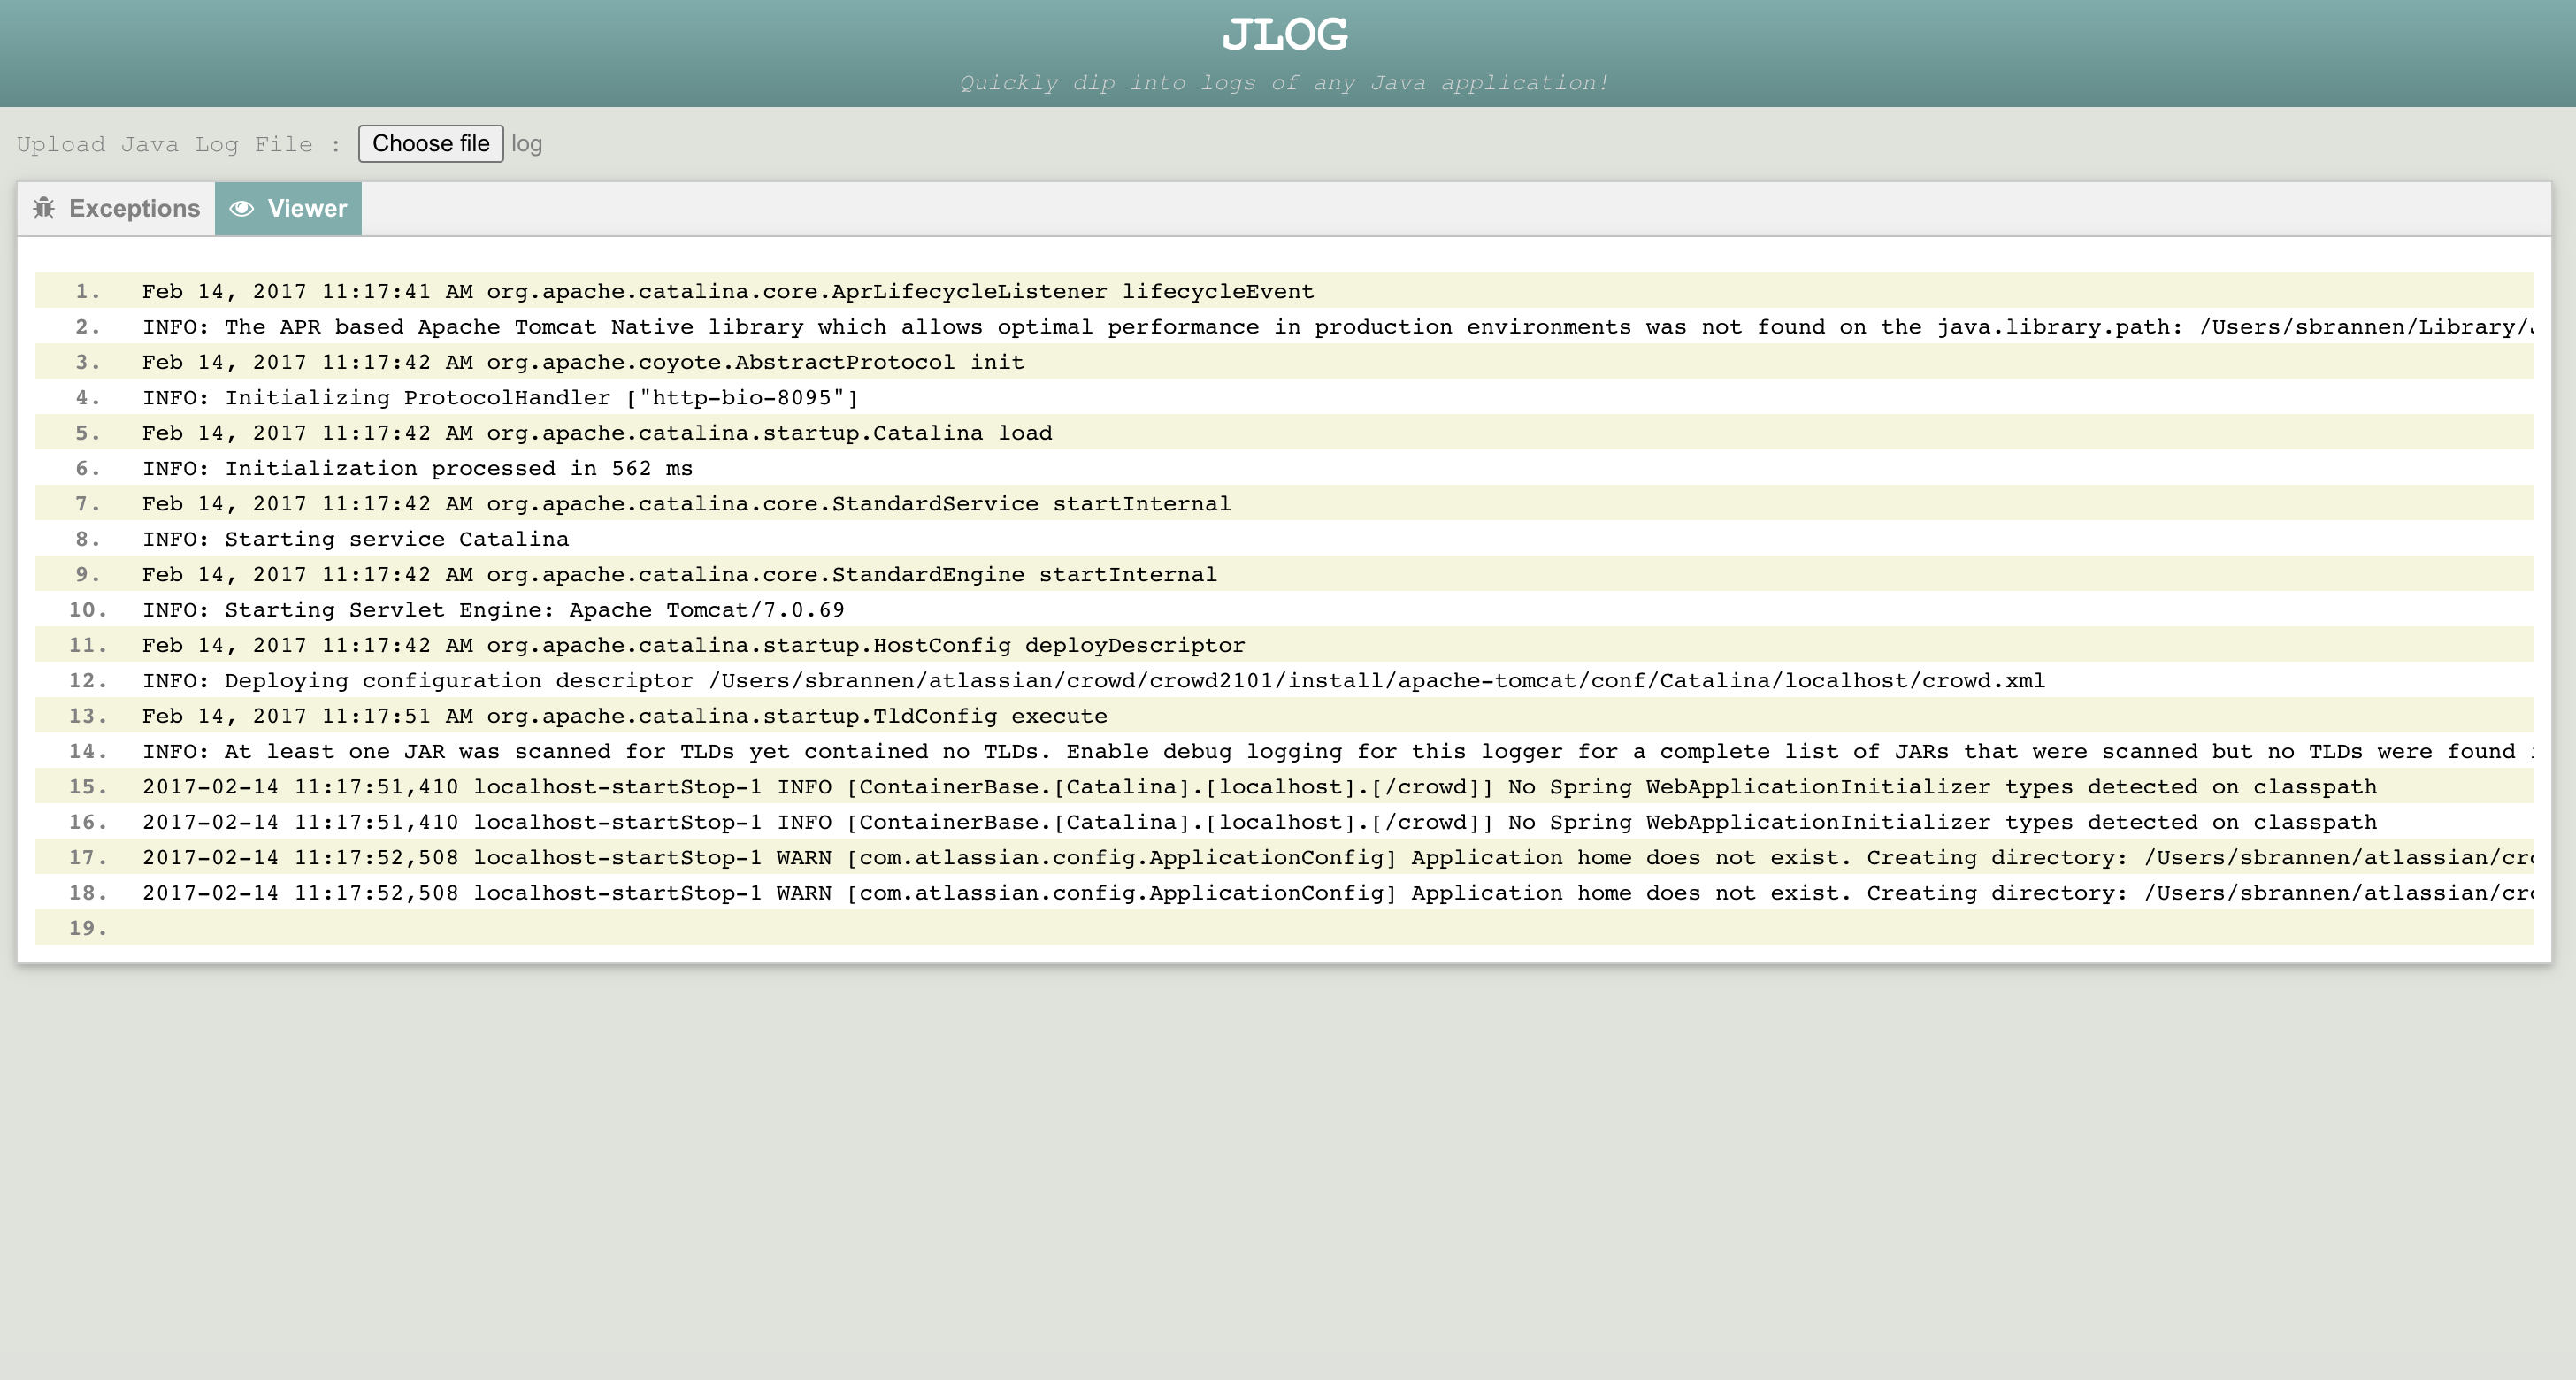 JLOG
Quickly dip into logs of any Java application!
Upload Java Log File : Choose file log
Exceptions Viewer
1. Feb 14, 2017 11:17:41 AM org.apache.catalina.core.AprLifecycleListener lifecycleEvent
2. INFO: The APR based Apache Tomcat Native library which allows optimal performance in production environments was not found on the java.library.path: /Users/sbrannen/Library/
3. Feb 14, 2017 11:17:42 AM org.apache.coyote.AbstractProtocol init
4. INFO: Initializing ProtocolHandler ["http-bio-8095"]
5. Feb 14, 2017 11:17:42 AM org.apache.catalina.startup.Catalina load
6. INFO: Initialization processed in 562 ms
7. Feb 14, 2017 11:17:42 AM org.apache.catalina.core.StandardService startInternal
8. INFO: Starting service Catalina
9. Feb 14, 2017 11:17:42 AM org.apache.catalina.core.StandardEngine startInternal
10. INFO: Starting Servlet Engine: Apache Tomcat/7.0.69
11. Feb 14, 2017 11:17:42 AM org.apache.catalina.startup.HostConfig deployDescriptor
12. INFO: Deploying configuration descriptor /Users/sbrannen/atlassian/crowd/crowd2101/install/apache-tomcat/conf/Catalina/localhost/crowd.xml
13. Feb 14, 2017 11:17:51 AM org.apache.catalina.startup.TldConfig execute
14. INFO: At least one JAR was scanned for TLDs yet contained no TLDs. Enable debug logging for this logger for a complete list of JARs that were scanned but no TLDs were found
15. 2017-02-14 11:17:51,410 localhost-startStop-1 INFO [ContainerBase.[Catalina].[localhost].[/crowd]] No Spring WebApplicationInitializer types detected on classpath
16. 2017-02-14 11:17:51,410 localhost-startStop-1 INFO [ContainerBase.[Catalina].[localhost].[/crowd]] No Spring WebApplicationInitializer types detected on classpath
17. 2017-02-14 11:17:52,508 localhost-startStop-1 WARN [com.atlassian.config.ApplicationConfig] Application home does not exist. Creating directory: /Users/sbrannen/atlassian/cro
18. 2017-02-14 11:17:52,508 localhost-startStop-1 WARN [com.atlassian.config.ApplicationConfig] Application home does not exist. Creating directory: /Users/sbrannen/atlassian/cro
19.